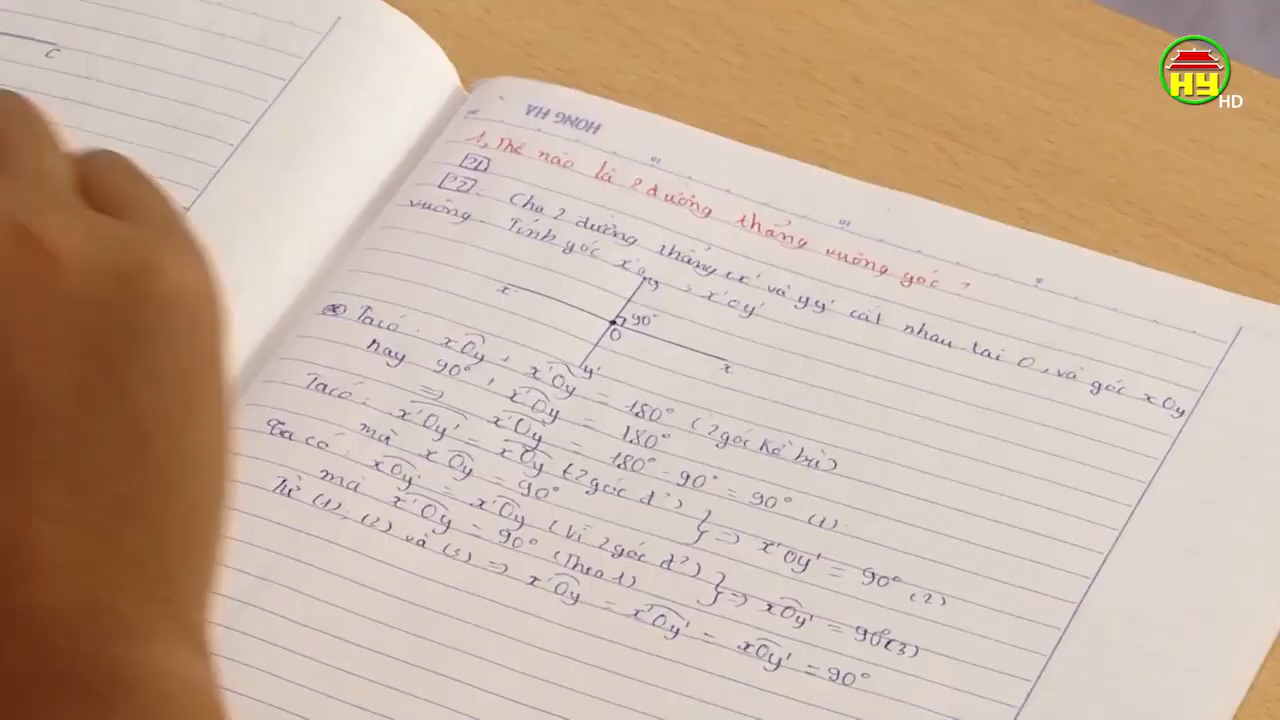 HY
HD
HONG HA
C
1, Thế nào là 2 đường thẳng vuông góc ?
?1
?2 : Cho 2 đường thẳng xx' và yy' cắt nhau tại O, và góc xOy
vuông. Tính góc x'Oy ; x'Oy'
y
x'
90°
O
x
y'
Ta có : xOy + x'Oy = 180° (2 góc kề bù)
hay 90° + x'Oy = 180°
=> x'Oy = 180° - 90° = 90° (1)
Ta có : x'Oy' = xOy (2 góc đ²) } => x'Oy' = 90° (2)
mà xOy = 90°
Ta có : xOy' = x'Oy (vì 2 góc đ²) } => xOy' = 90° (3)
mà x'Oy = 90° (Theo 1)
Từ (1), (2) và (3) => x'Oy = x'Oy' = xOy' = 90°